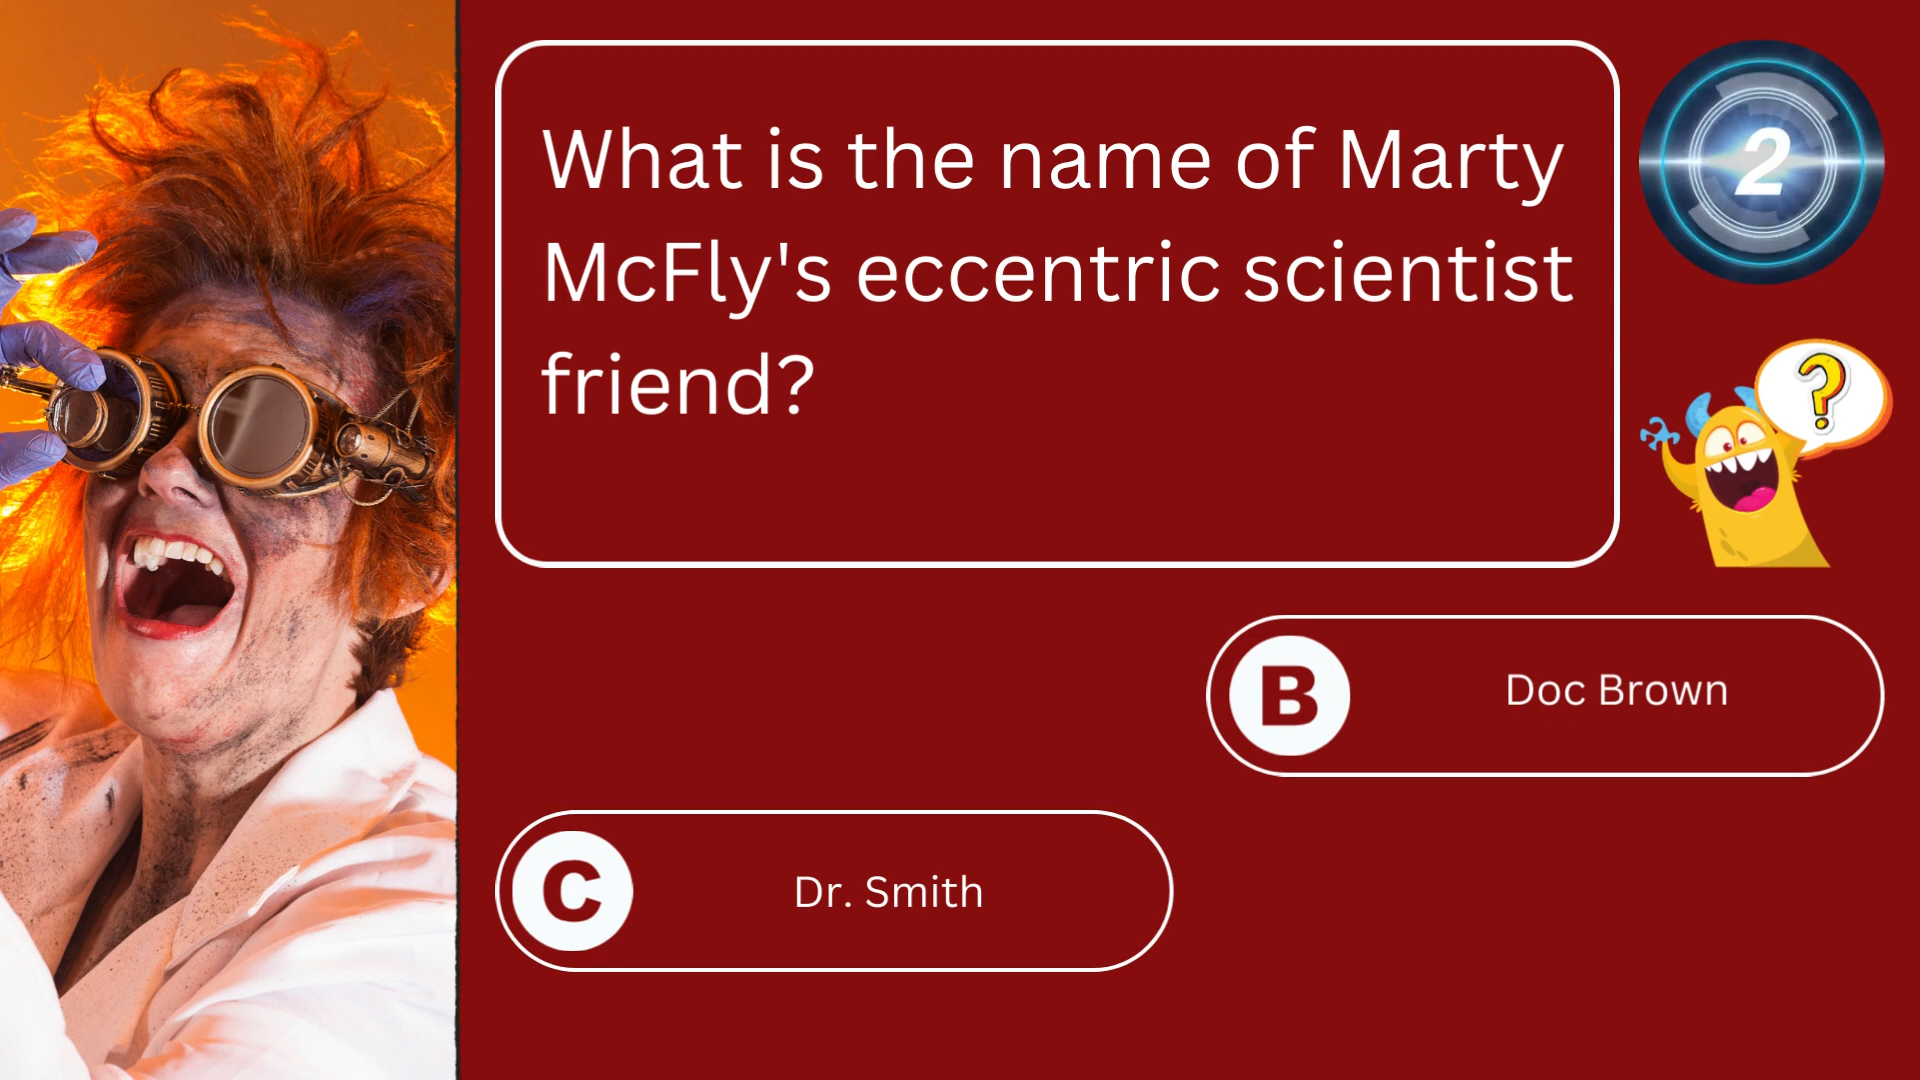 What is the name of Marty
McFly's eccentric scientist
friend?
2
?
B
Doc Brown
C
Dr. Smith